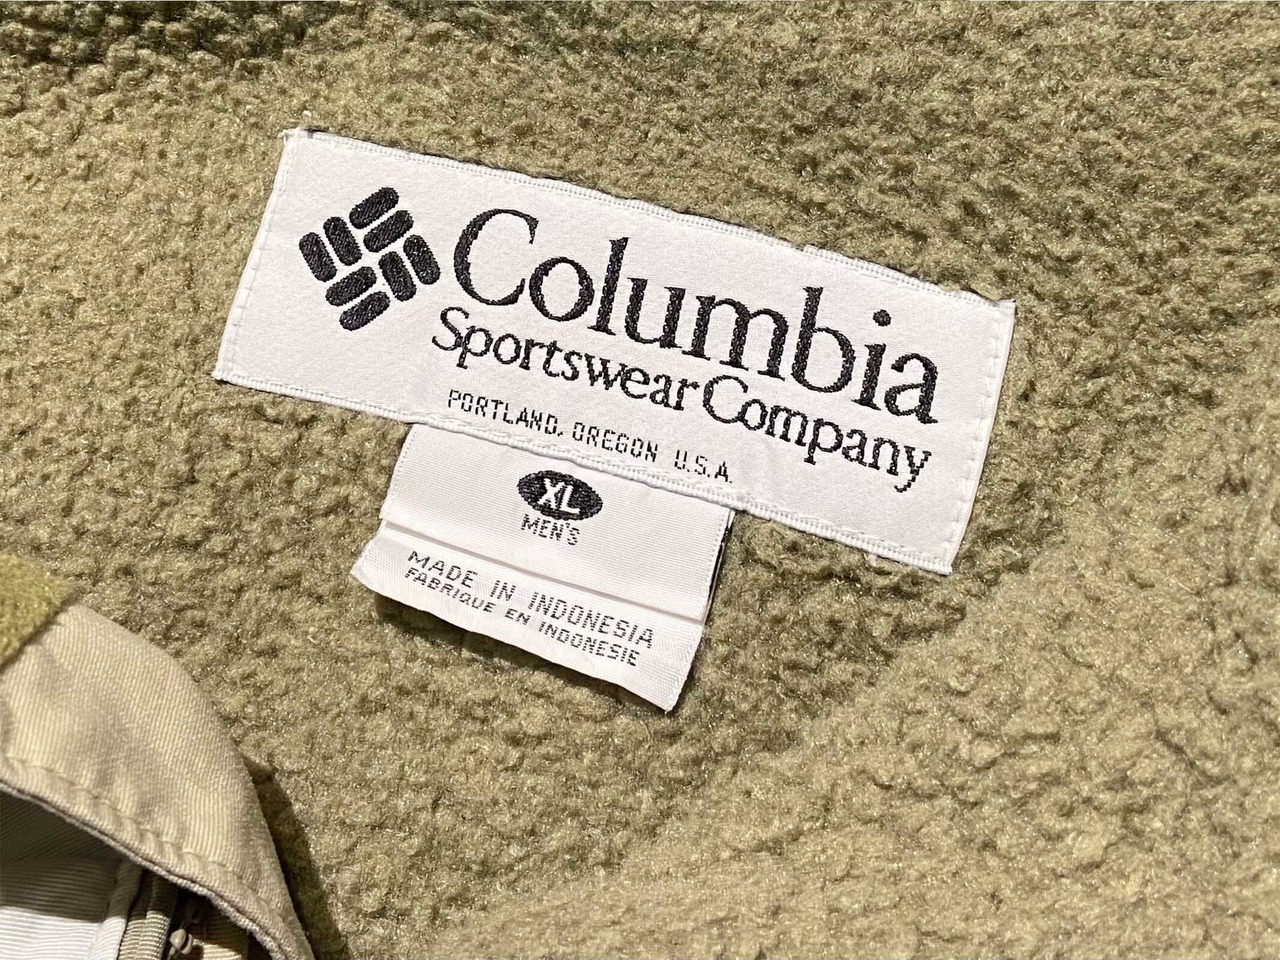 Columbia
Sportswear Company
PORTLAND, OREGON U.S.A.
XL
MEN'S
MADE IN INDONESIA
FABRIQUE EN INDONESIE